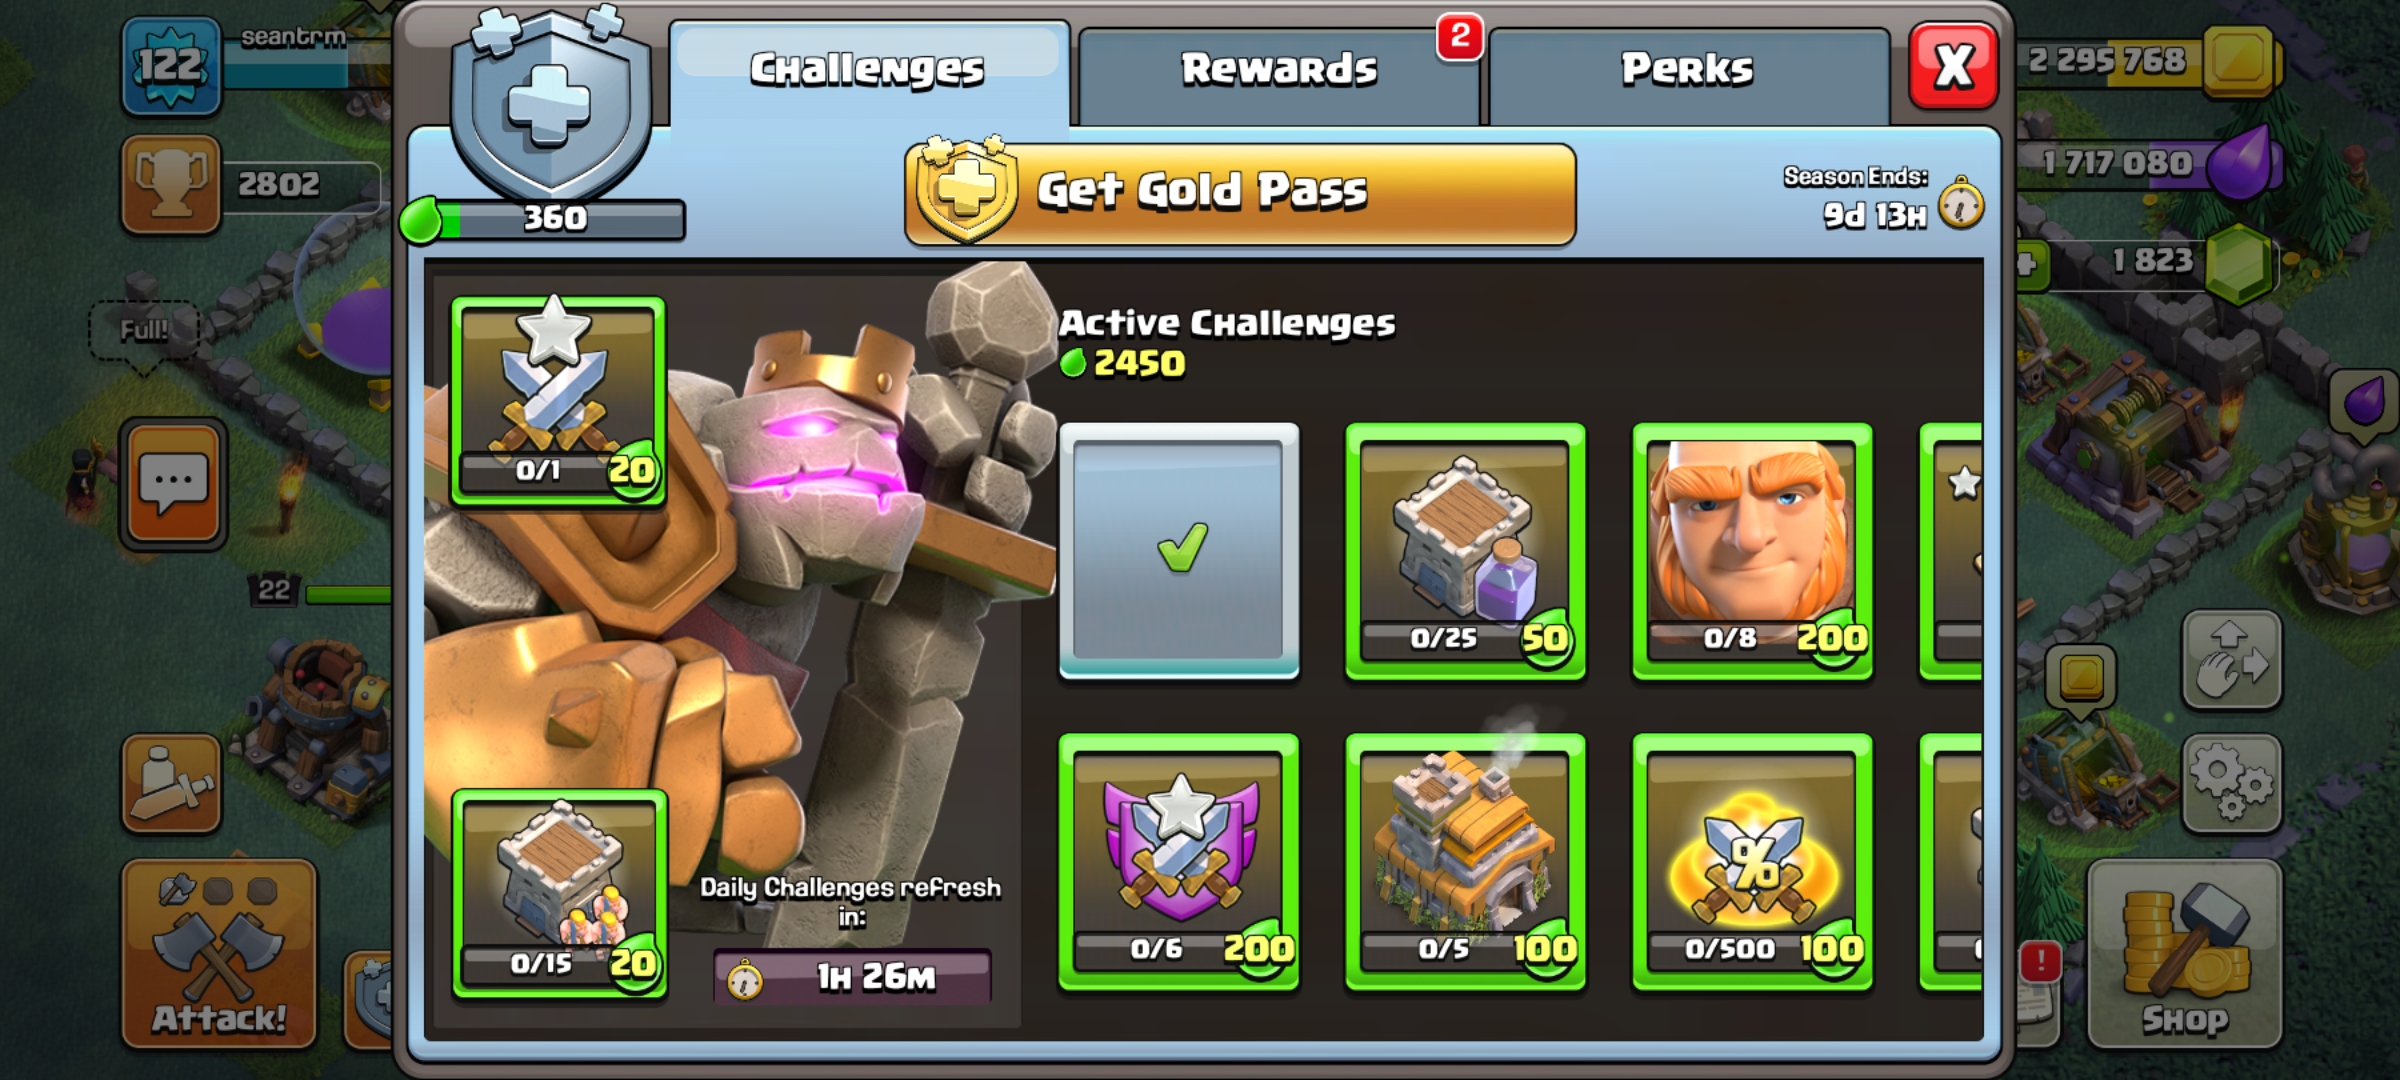 122
seantrm
2802
Full!
22
Attack!
Challenges
Rewards
2
Perks
X
360
Get Gold Pass
Season Ends:
9d 13H
2 295 768
1 717 080
1 823
0/1
20
0/15
20
Daily Challenges refresh
in:
1H 26M
Active Challenges
2450
0/25
50
0/8
200
0/6
200
0/5
100
%
0/500
100
!
Shop